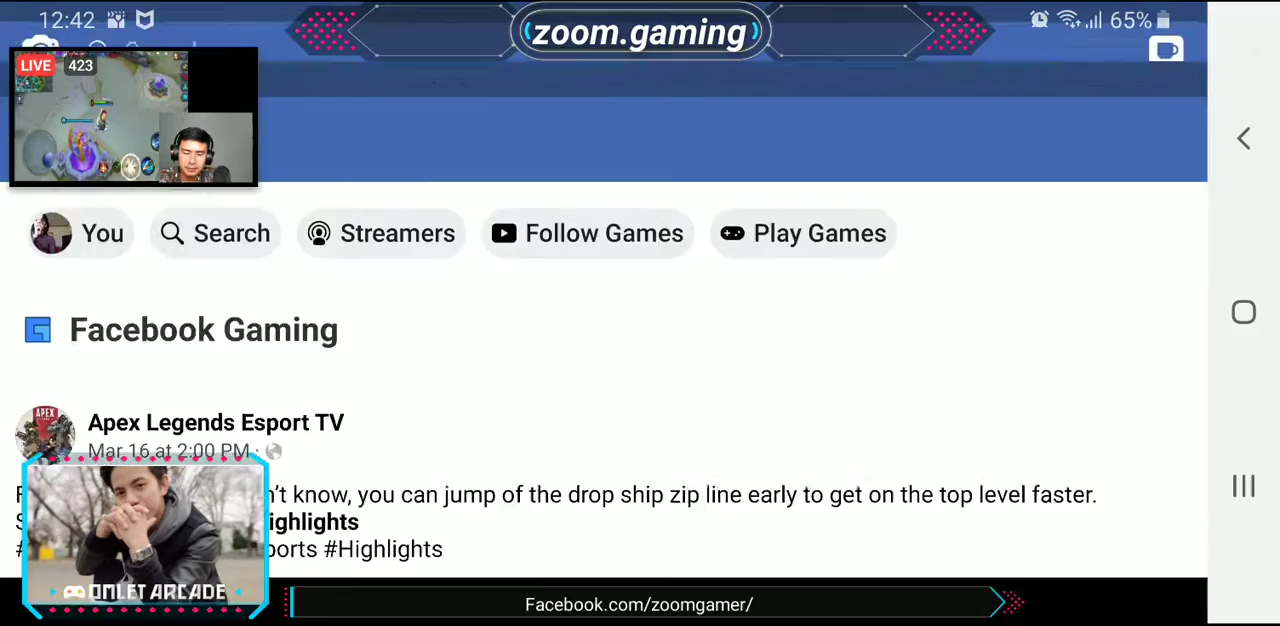 12:42
zoom.gaming
65%
LIVE 423
You
Search
Streamers
Follow Games
Play Games
Facebook Gaming
APEX
Apex Legends Esport TV
Mar 16 at 2:00 PM ·
n't know, you can jump of the drop ship zip line early to get on the top level faster.
ighlights
ports #Highlights
OMLET ARCADE
Facebook.com/zoomgamer/